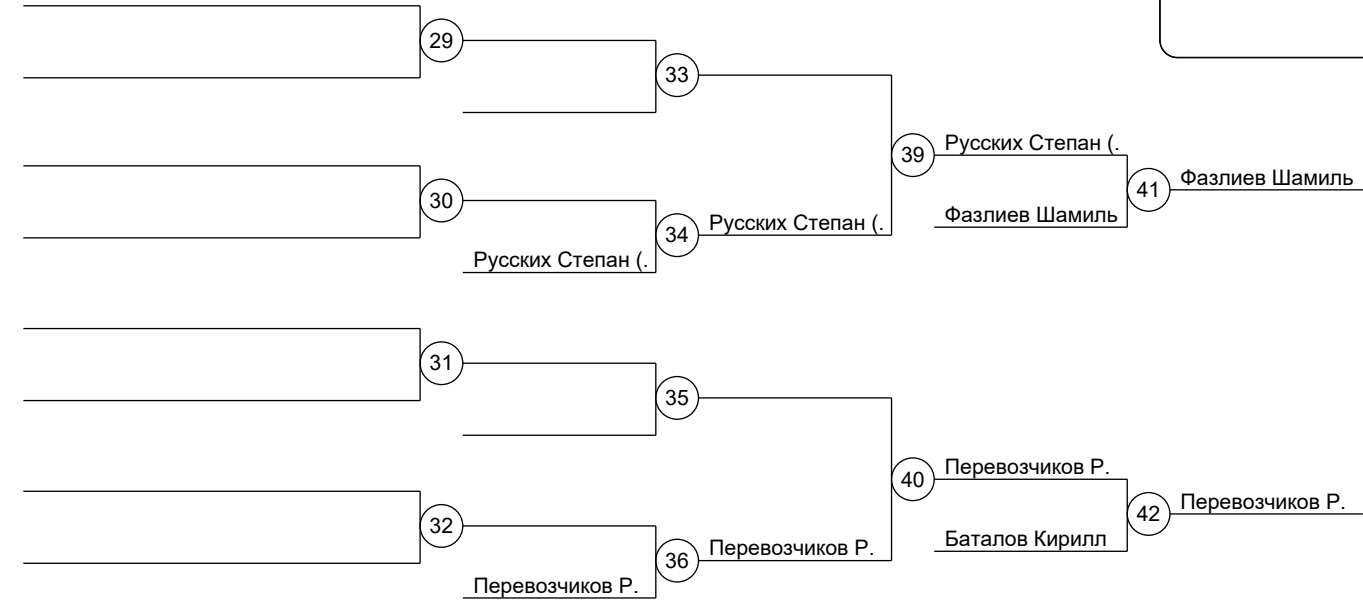 29
33
39
Русских Степан (.
41
Фазлиев Шамиль
30
34
Русских Степан (.
Фазлиев Шамиль
Русских Степан (.
31
35
40
Перевозчиков Р.
42
Перевозчиков Р.
32
36
Перевозчиков Р.
Баталов Кирилл
Перевозчиков Р.